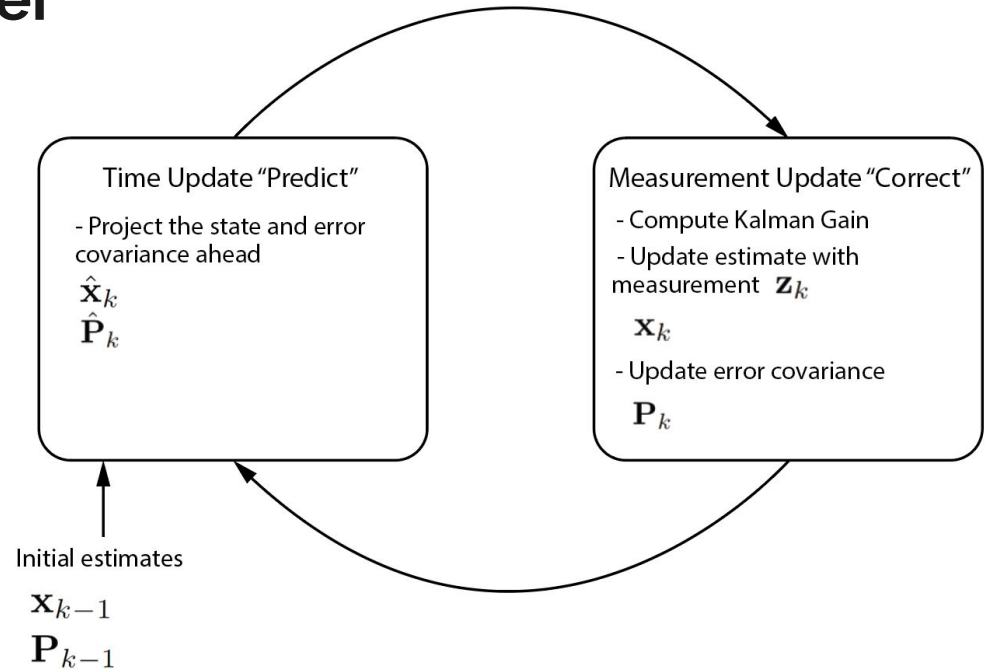 Time Update “Predict”
- Project the state and error
covariance ahead
x̂ₖ
P̂ₖ
Measurement Update “Correct”
- Compute Kalman Gain
- Update estimate with
measurement zₖ
xₖ
- Update error covariance
Pₖ
Initial estimates
xₖ₋₁
Pₖ₋₁